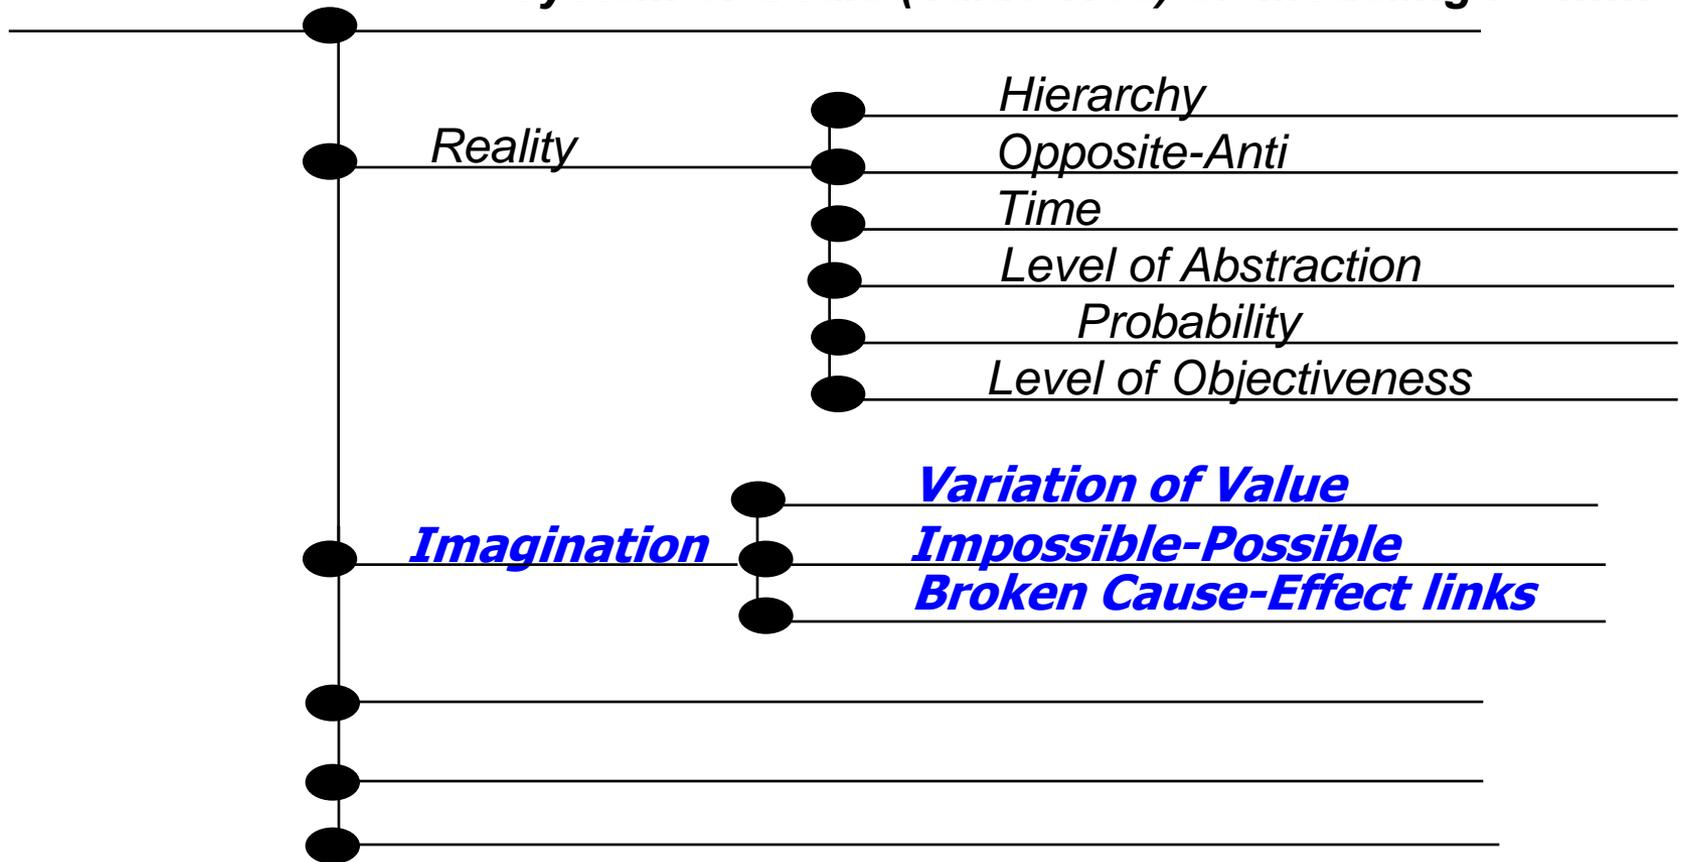 Hierarchy
Reality
Opposite-Anti
Time
Level of Abstraction
Probability
Level of Objectiveness
Variation of Value
Imagination
Impossible-Possible
Broken Cause-Effect links